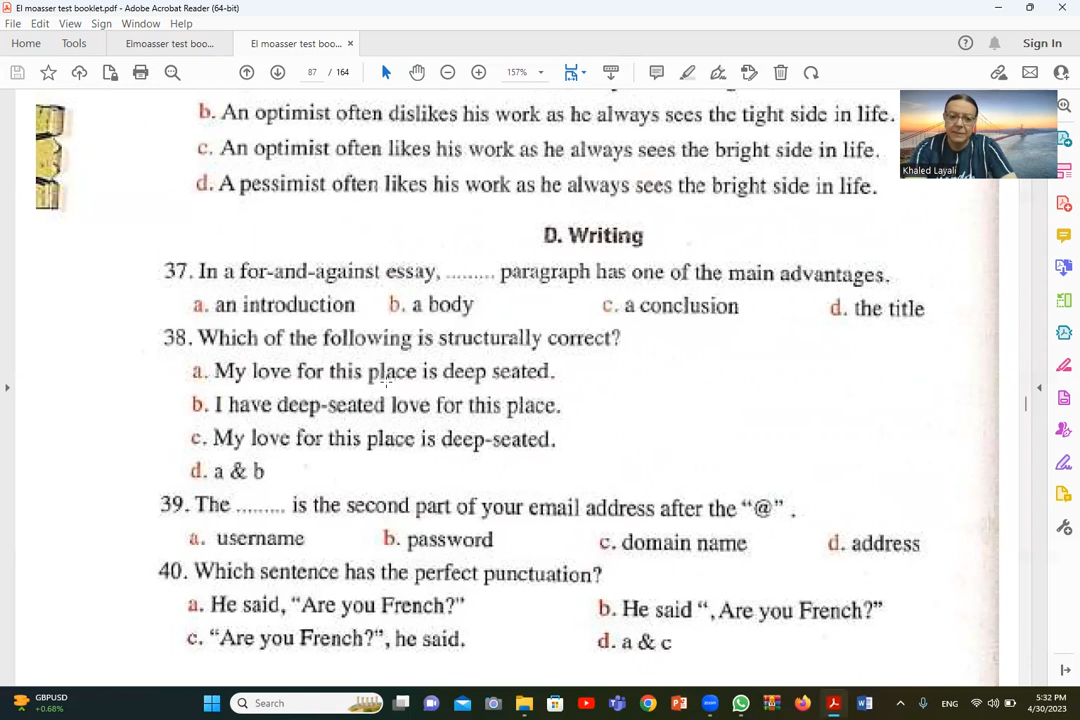 El moasser test booklet.pdf - Adobe Acrobat Reader (64-bit)
File Edit View Sign Window Help
Home Tools Elmoasser test boo... El moasser test boo... × Sign In
87 / 164 157%
b. An optimist often dislikes his work as he always sees the tight side in life.
c. An optimist often likes his work as he always sees the bright side in life.
d. A pessimist often likes his work as he always sees the bright side in life.
Khaled Layali
D. Writing
37. In a for-and-against essay, ......... paragraph has one of the main advantages.
a. an introduction b. a body c. a conclusion d. the title
38. Which of the following is structurally correct?
a. My love for this place is deep seated.
b. I have deep-seated love for this place.
c. My love for this place is deep-seated.
d. a & b
39. The ......... is the second part of your email address after the “@” .
a. username b. password c. domain name d. address
40. Which sentence has the perfect punctuation?
a. He said, “Are you French?” b. He said “, Are you French?”
c. “Are you French?”, he said. d. a & c
GBPUSD
+0.68%
Search
ENG
5:32 PM
4/30/2023